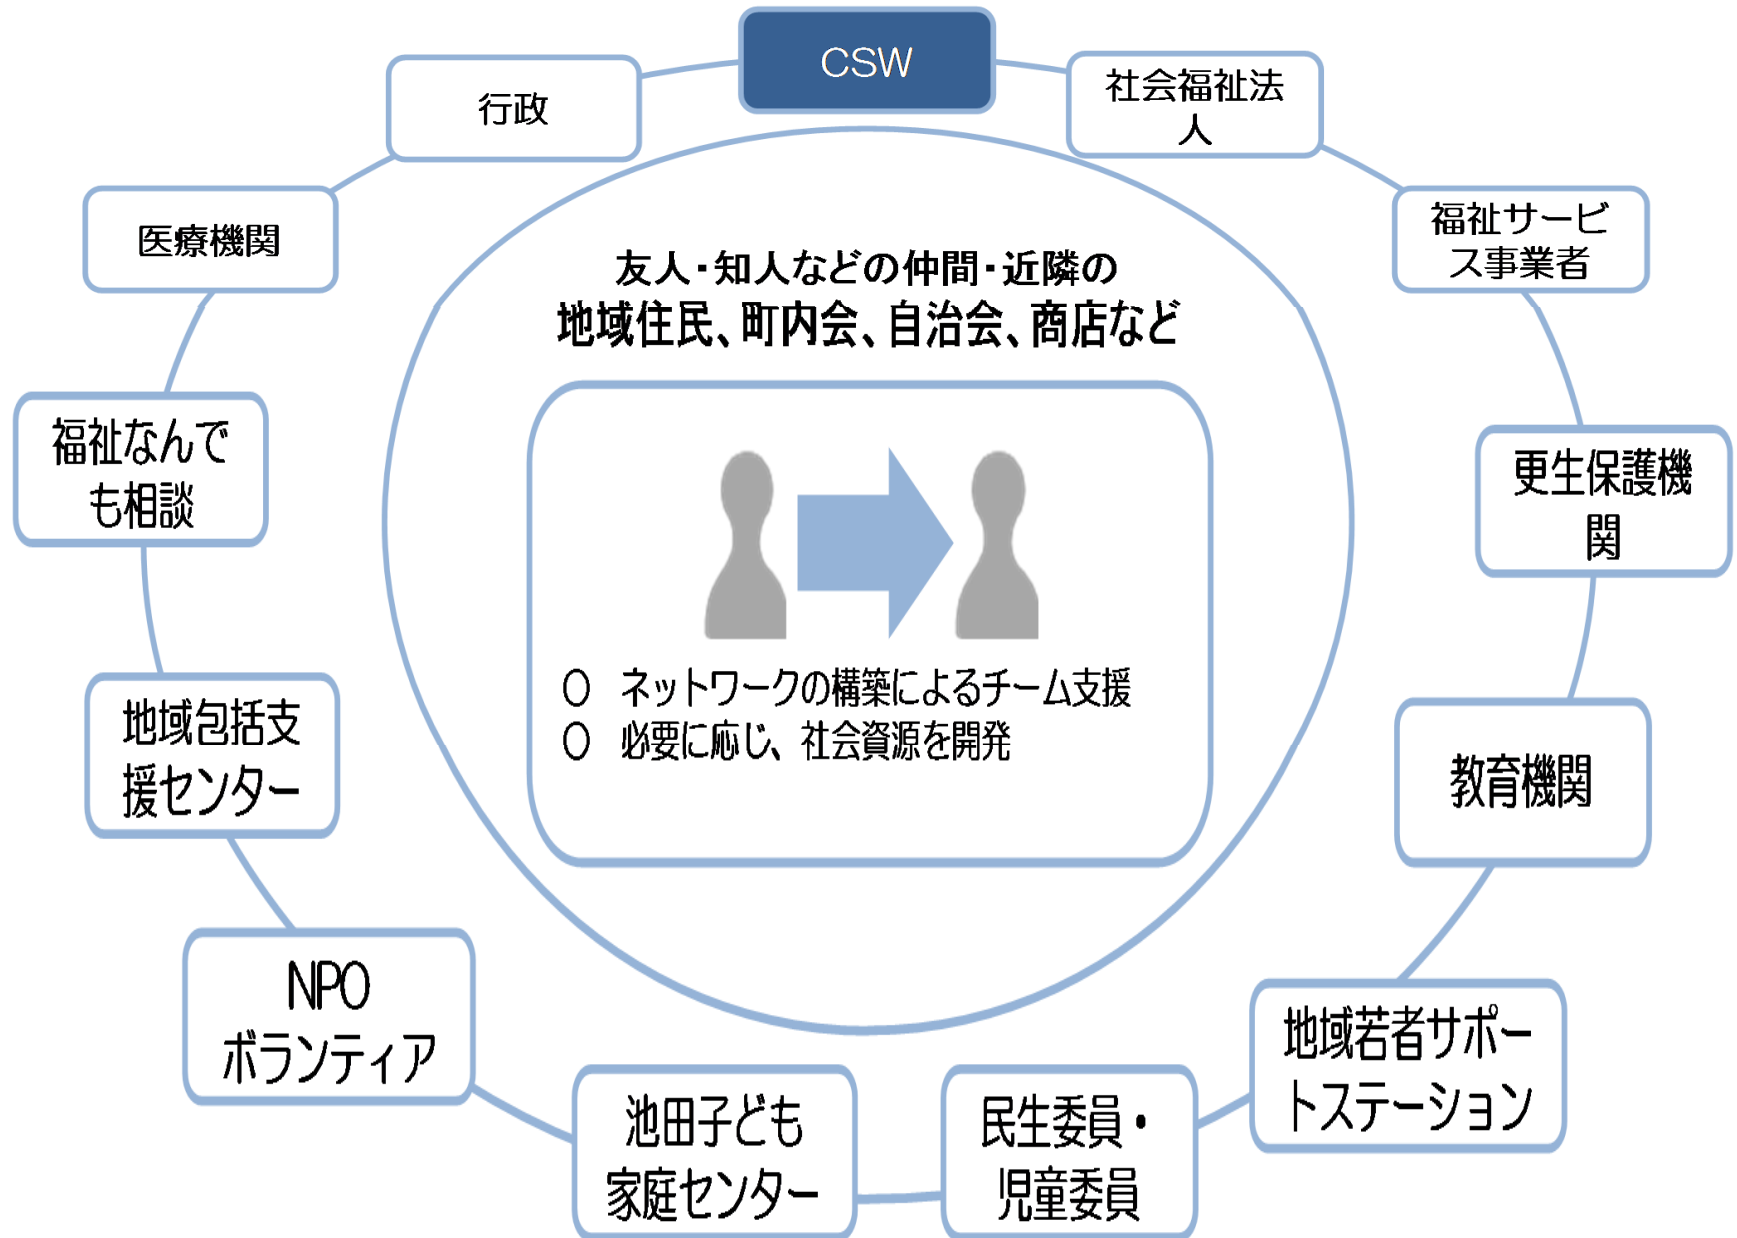 CSW
行政
社会福祉法
人
医療機関
福祉サービ
ス事業者
友人・知人などの仲間・近隣の
地域住民、町内会、自治会、商店など
福祉なんで
も相談
更生保護機
関
○ ネットワークの構築によるチーム支援
○ 必要に応じ、社会資源を開発
地域包括支
援センター
教育機関
NPO
ボランティア
地域若者サポー
トステーション
池田子ども
家庭センター
民生委員・
児童委員